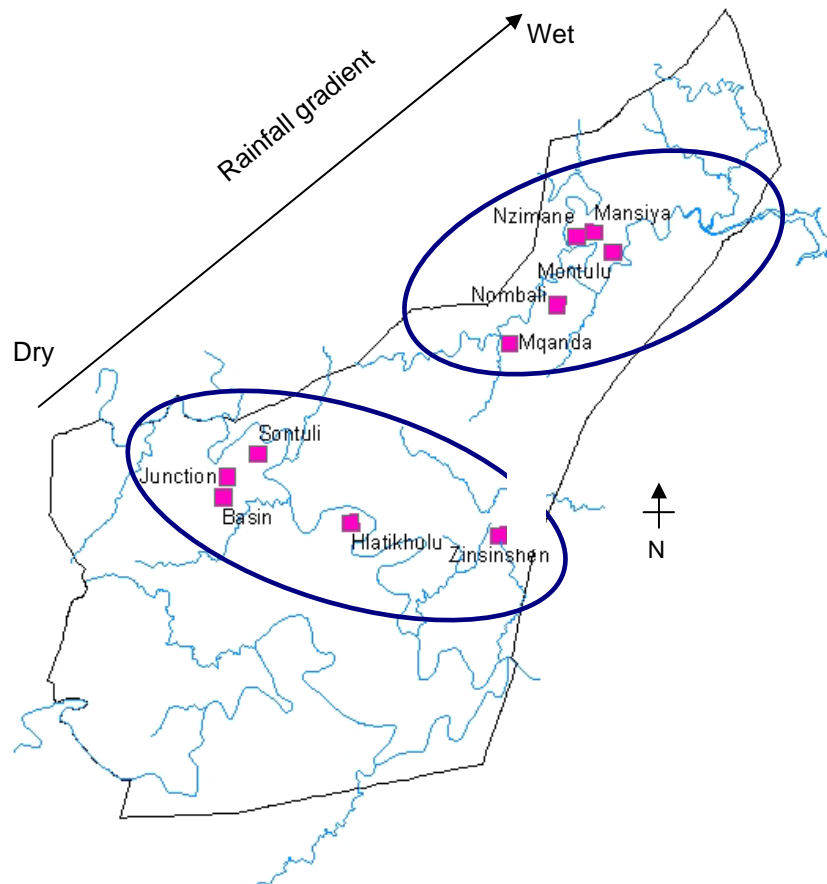 Wet
Rainfall gradient
Nzimane
Mansiya
Montulu
Nombali
Mqanda
Dry
Sontuli
Junction
Basin
Hlatikhulu
Zinsinshen
N